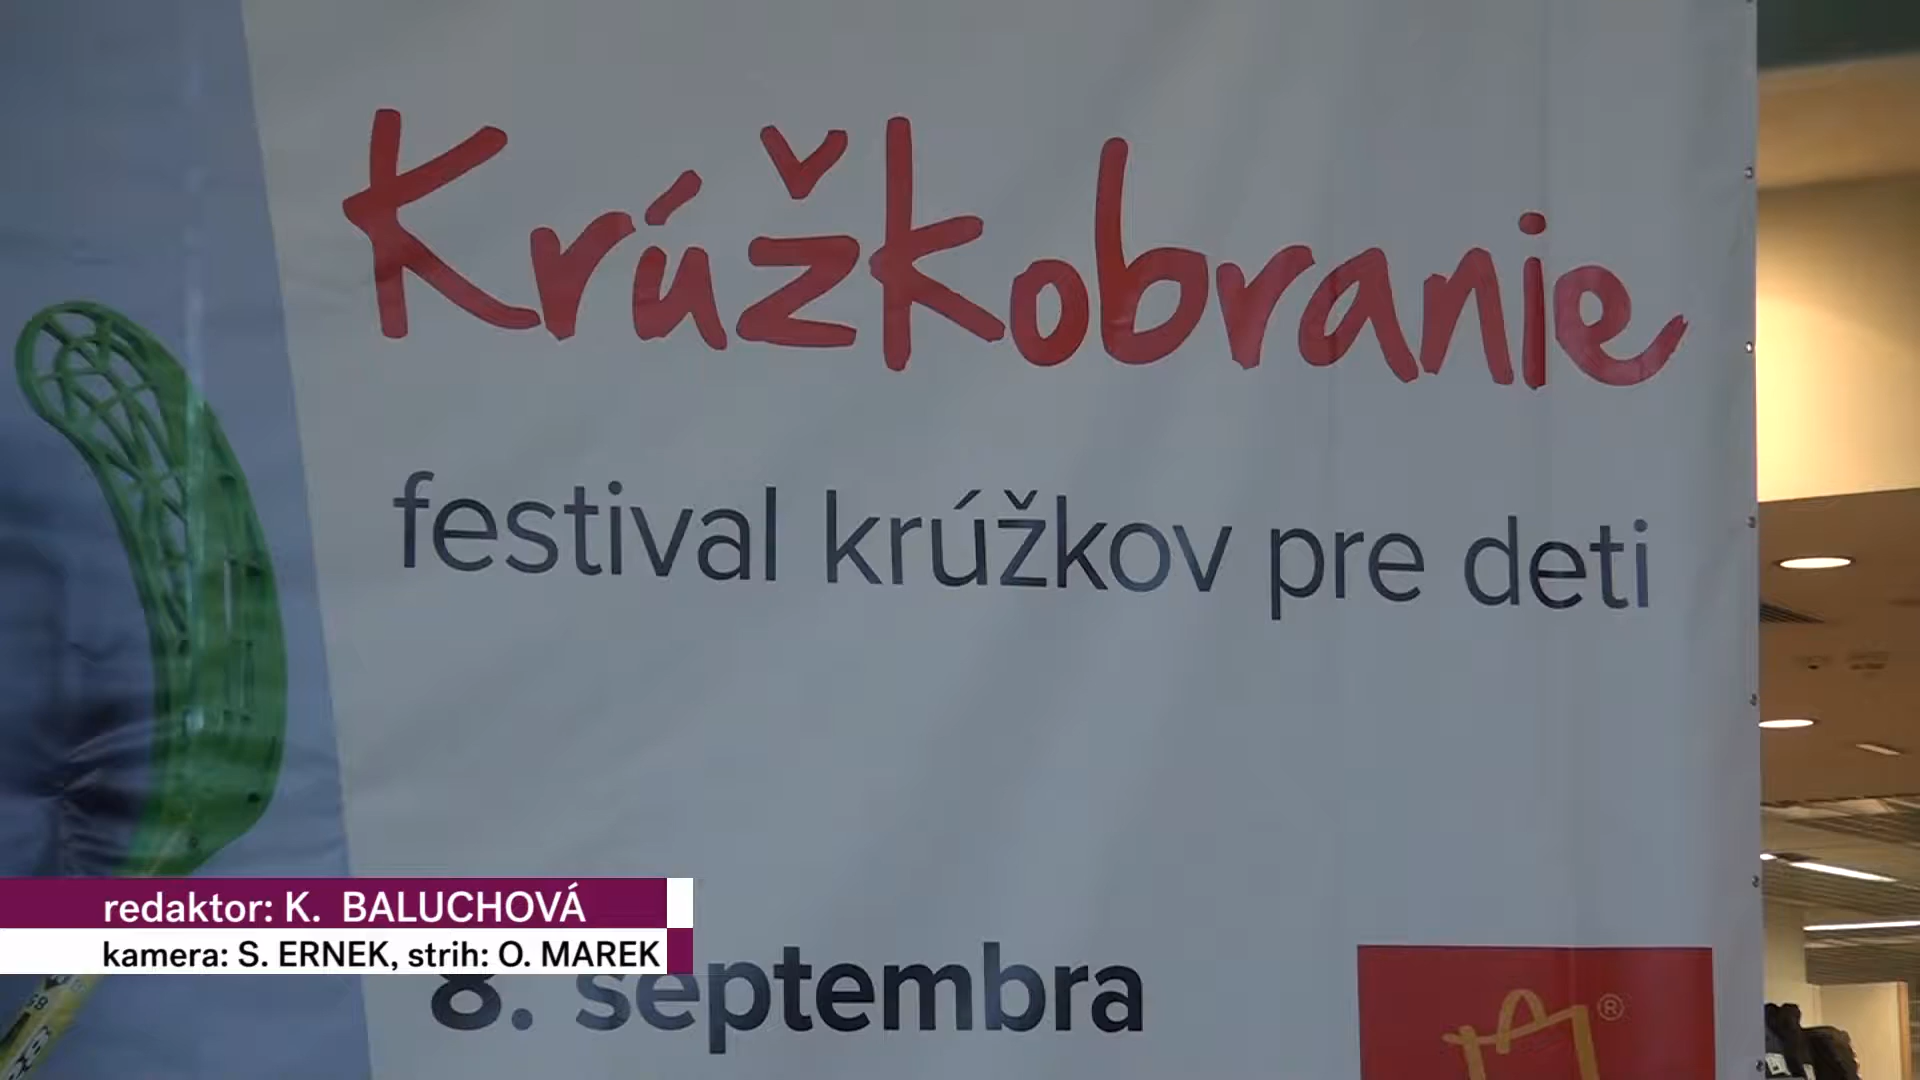 Krúžkobranie
festival krúžkov pre deti
redaktor: K. BALUCHOVÁ
kamera: S. ERNEK, strih: O. MAREK
8. septembra
®